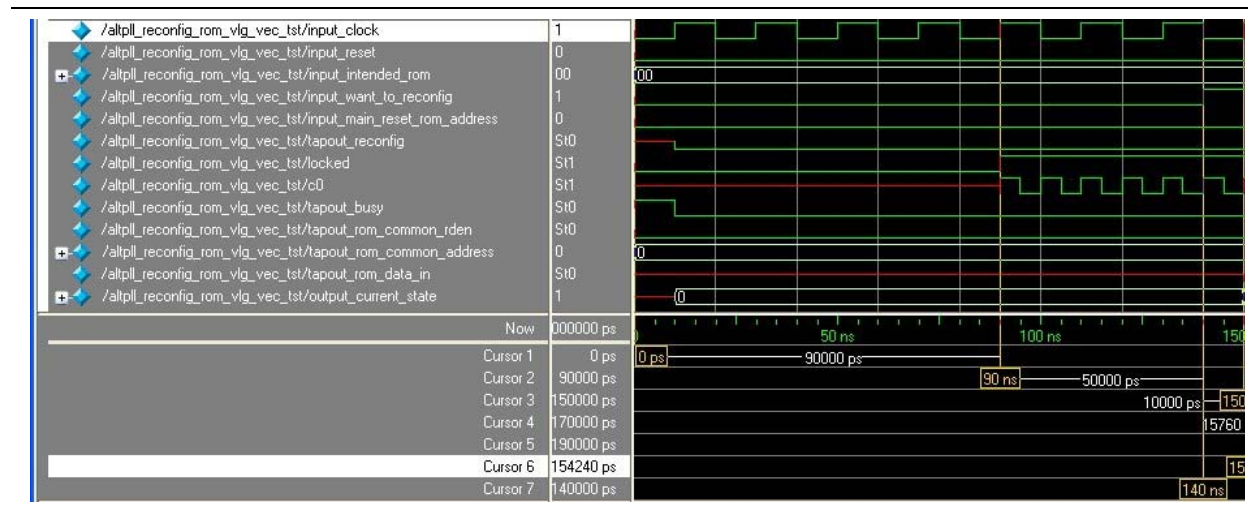 /altpll_reconfig_rom_vlg_vec_tst/input_clock 1
/altpll_reconfig_rom_vlg_vec_tst/input_reset 0
/altpll_reconfig_rom_vlg_vec_tst/input_intended_rom 00 00
/altpll_reconfig_rom_vlg_vec_tst/input_want_to_reconfig 1
/altpll_reconfig_rom_vlg_vec_tst/input_main_reset_rom_address 0
/altpll_reconfig_rom_vlg_vec_tst/tapout_reconfig St0
/altpll_reconfig_rom_vlg_vec_tst/locked St1
/altpll_reconfig_rom_vlg_vec_tst/c0 St1
/altpll_reconfig_rom_vlg_vec_tst/tapout_busy St0
/altpll_reconfig_rom_vlg_vec_tst/tapout_rom_common_rden St0
/altpll_reconfig_rom_vlg_vec_tst/tapout_rom_common_address 0 0
/altpll_reconfig_rom_vlg_vec_tst/tapout_rom_data_in St0
/altpll_reconfig_rom_vlg_vec_tst/output_current_state 1 0
Now 000000 ps 50 ns 100 ns 150
Cursor 1 0 ps 0 ps 90000 ps
Cursor 2 90000 ps 90 ns 50000 ps
Cursor 3 150000 ps 10000 ps 150
Cursor 4 170000 ps 15760
Cursor 5 190000 ps
Cursor 6 154240 ps 15
Cursor 7 140000 ps 140 ns